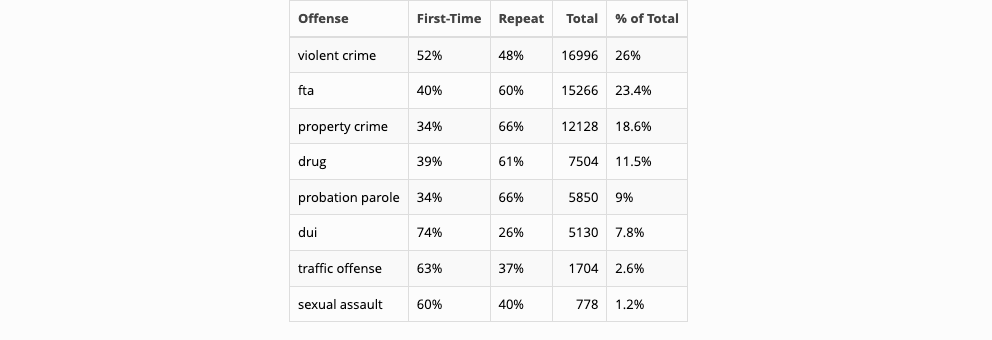 Offense First-Time Repeat Total % of Total
violent crime 52% 48% 16996 26%
fta 40% 60% 15266 23.4%
property crime 34% 66% 12128 18.6%
drug 39% 61% 7504 11.5%
probation parole 34% 66% 5850 9%
dui 74% 26% 5130 7.8%
traffic offense 63% 37% 1704 2.6%
sexual assault 60% 40% 778 1.2%